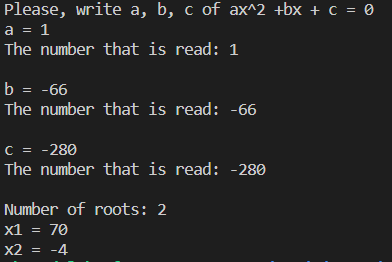 Please, write a, b, c of ax^2 +bx + c = 0
a = 1
The number that is read: 1
b = -66
The number that is read: -66
c = -280
The number that is read: -280
Number of roots: 2
x1 = 70
x2 = -4